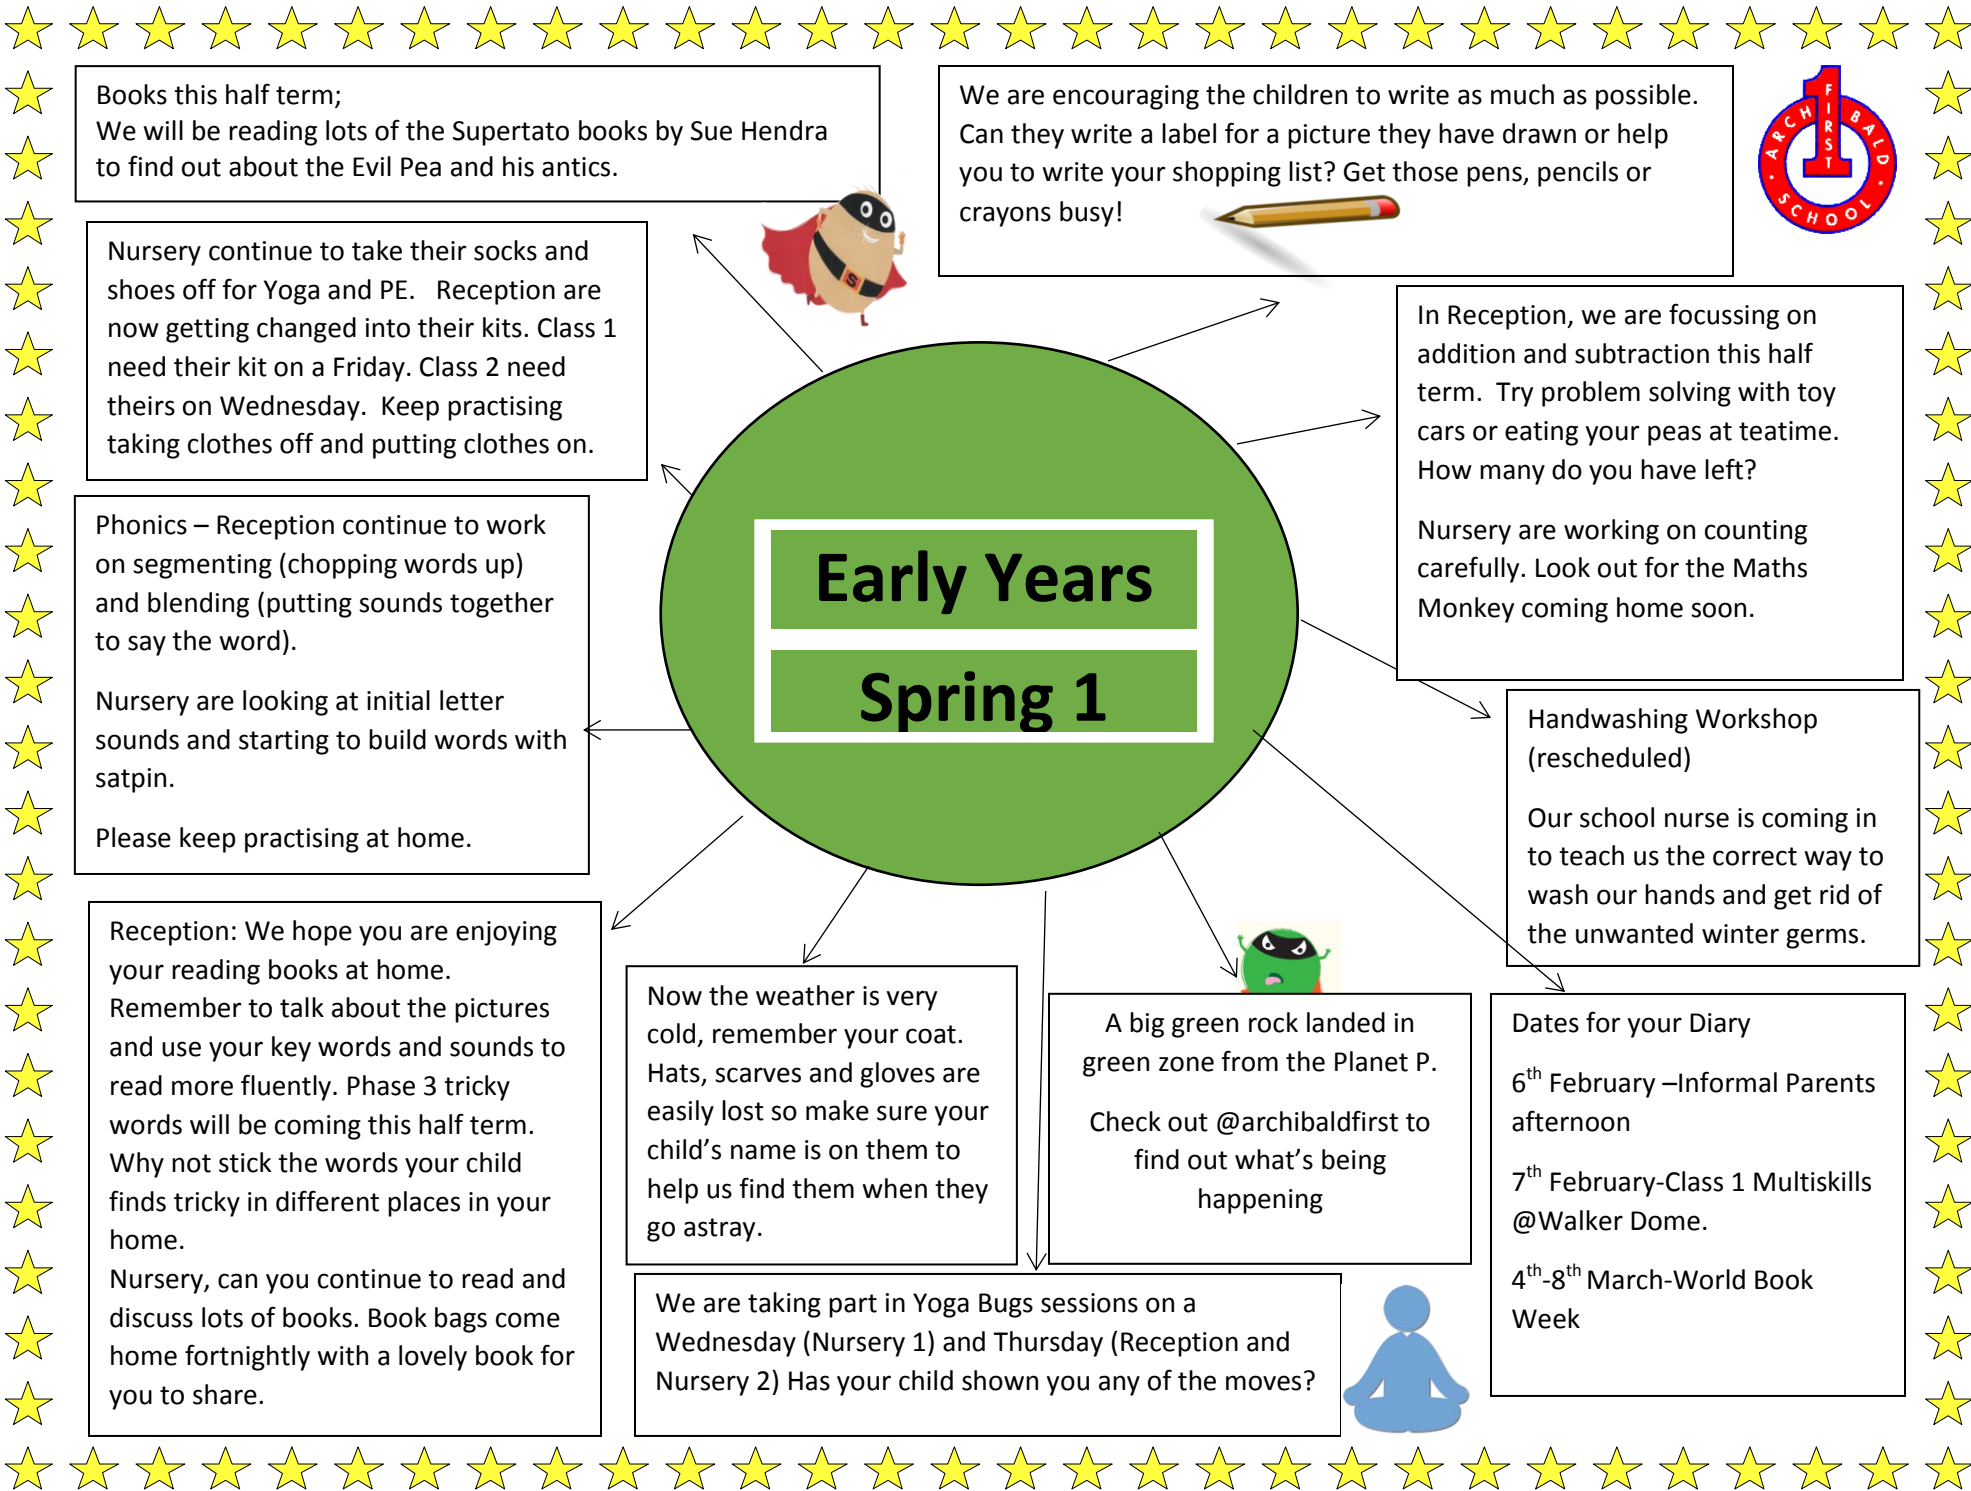 Books this half term;
We will be reading lots of the Supertato books by Sue Hendra
to find out about the Evil Pea and his antics.
We are encouraging the children to write as much as possible.
Can they write a label for a picture they have drawn or help
you to write your shopping list? Get those pens, pencils or
crayons busy!
ARCHIBALD
FIRST
SCHOOL
1
S
Nursery continue to take their socks and
shoes off for Yoga and PE.   Reception are
now getting changed into their kits. Class 1
need their kit on a Friday. Class 2 need
theirs on Wednesday.  Keep practising
taking clothes off and putting clothes on.
In Reception, we are focussing on
addition and subtraction this half
term.  Try problem solving with toy
cars or eating your peas at teatime.
How many do you have left?
Nursery are working on counting
carefully. Look out for the Maths
Monkey coming home soon.
Phonics – Reception continue to work
on segmenting (chopping words up)
and blending (putting sounds together
to say the word).
Nursery are looking at initial letter
sounds and starting to build words with
satpin.
Please keep practising at home.
Early Years
Spring 1
Handwashing Workshop
(rescheduled)
Our school nurse is coming in
to teach us the correct way to
wash our hands and get rid of
the unwanted winter germs.
Reception: We hope you are enjoying
your reading books at home.
Remember to talk about the pictures
and use your key words and sounds to
read more fluently. Phase 3 tricky
words will be coming this half term.
Why not stick the words your child
finds tricky in different places in your
home.
Nursery, can you continue to read and
discuss lots of books. Book bags come
home fortnightly with a lovely book for
you to share.
Now the weather is very
cold, remember your coat.
Hats, scarves and gloves are
easily lost so make sure your
child’s name is on them to
help us find them when they
go astray.
A big green rock landed in
green zone from the Planet P.
Check out @archibaldfirst to
find out what’s being
happening
Dates for your Diary
6th February –Informal Parents
afternoon
7th February-Class 1 Multiskills
@Walker Dome.
4th-8th March-World Book
Week
We are taking part in Yoga Bugs sessions on a
Wednesday (Nursery 1) and Thursday (Reception and
Nursery 2) Has your child shown you any of the moves?